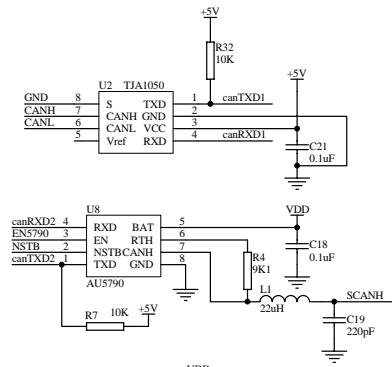 +5V
R32
10K
U2 TJA1050
+5V
GND 8 S TXD 1 canTXD1
CANH 7 CANH GND 2
CANL 6 CANL VCC 3
5 Vref RXD 4 canRXD1
C21
0.1uF
U8
VDD
canRXD2 4 RXD BAT 5
EN5790 3 EN RTH 6
NSTB 2 NSTB CANH 7
canTXD2 1 TXD GND 8
C18
0.1uF
R4
9K1
AU5790
L1
22uH
SCANH
R7 10K +5V
C19
220pF
VDD